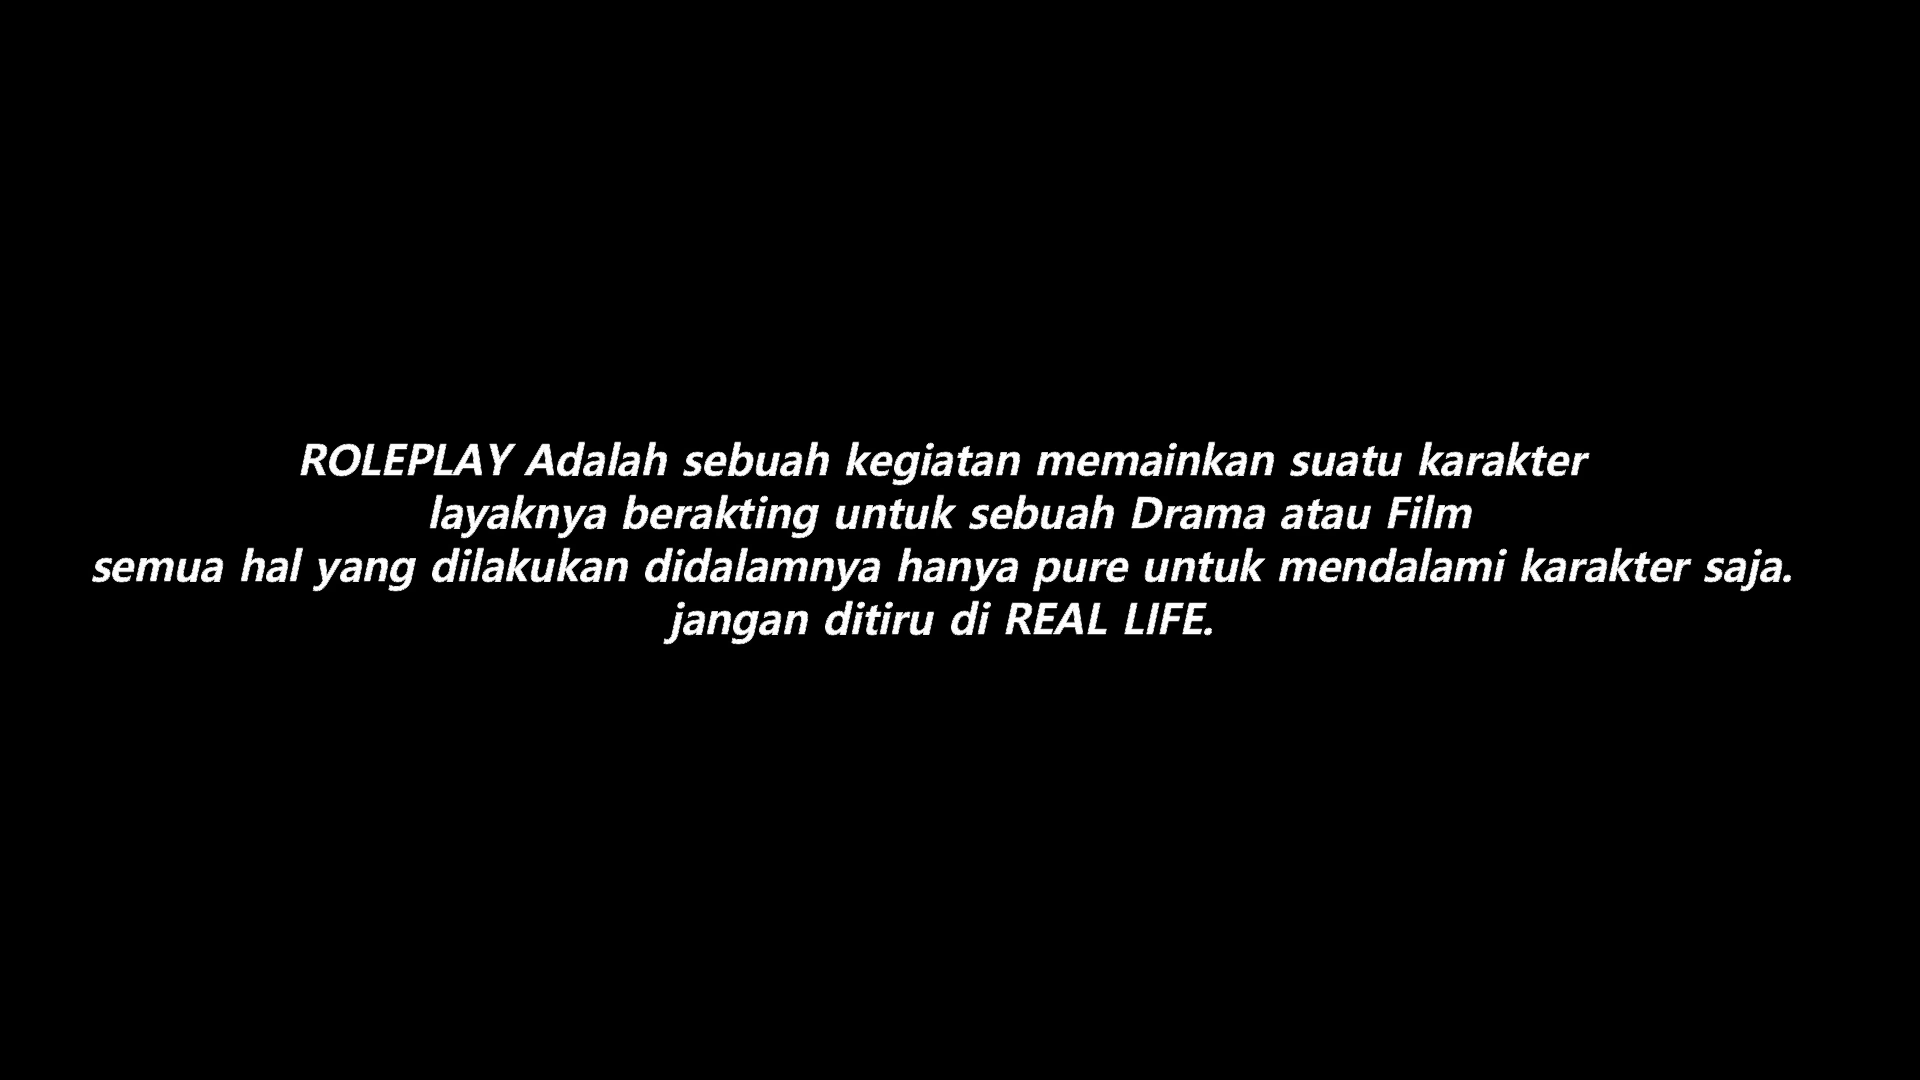 ROLEPLAY Adalah sebuah kegiatan memainkan suatu karakter
layaknya berakting untuk sebuah Drama atau Film
semua hal yang dilakukan didalamnya hanya pure untuk mendalami karakter saja.
jangan ditiru di REAL LIFE.